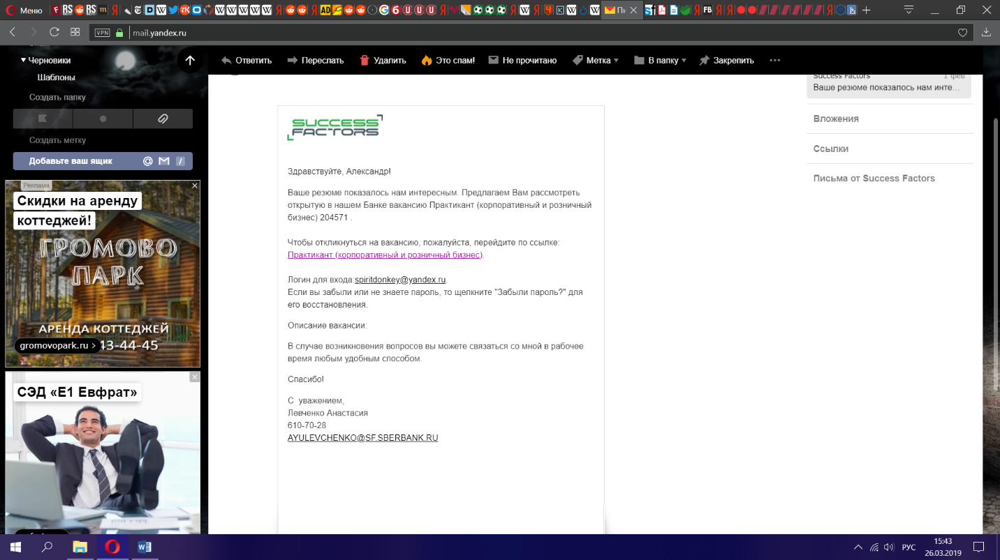 Меню
Пи
VPN
mail.yandex.ru
Черновики
Шаблоны
Создать папку
Создать метку
Добавьте ваш ящик
Ответить
Переслать
Удалить
Это спам!
Не прочитано
Метка
В папку
Закрепить
Success Factors 1 фев
Ваше резюме показалось нам инте...
Вложения
Ссылки
Письма от Success Factors
Реклама
Скидки на аренду
коттеджей!
ГРОМОВО
ПАРК
АРЕНДА КОТТЕДЖЕЙ
gromovopark.ru >
43-44-45
СЭД «Е1 Евфрат»
SUCCESS
FACTORS
Здравствуйте, Александр!
Ваше резюме показалось нам интересным. Предлагаем Вам рассмотреть
открытую в нашем Банке вакансию Практикант (корпоративный и розничный
бизнес) 204571 .
Чтобы откликнуться на вакансию, пожалуйста, перейдите по ссылке:
Практикант (корпоративный и розничный бизнес).
Логин для входа:spiritdonkey@yandex.ru.
Если вы забыли или не знаете пароль, то щелкните "Забыли пароль?" для
его восстановления.
Описание вакансии:
В случае возникновения вопросов вы можете связаться со мной в рабочее
время любым удобным способом.
Спасибо!
С уважением,
Левченко Анастасия
610-70-28
AYULEVCHENKO@SF.SBERBANK.RU
РУС
15:43
26.03.2019